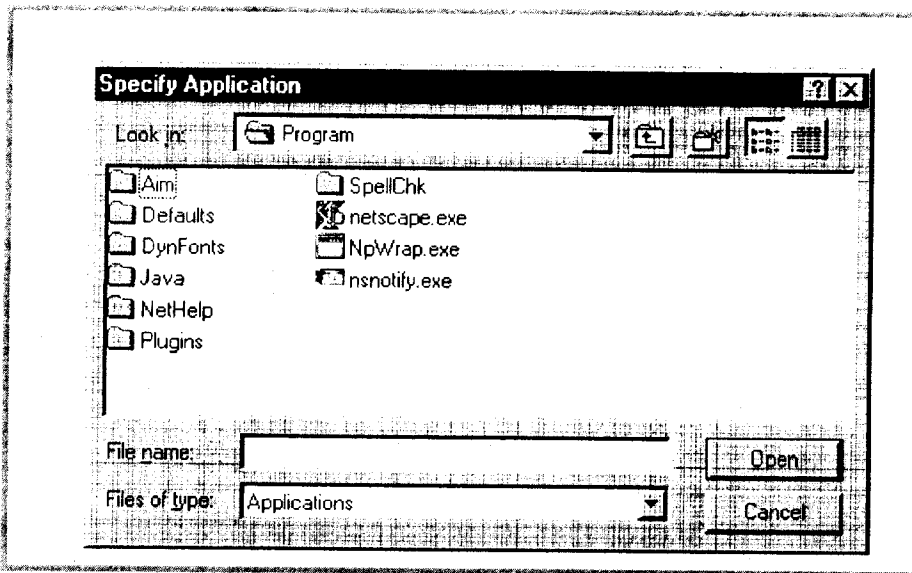 Specify Application
Look in: Program
Aim
Defaults
DynFonts
Java
NetHelp
Plugins
SpellChk
netscape.exe
NpWrap.exe
nsnotify.exe
File name:
Open
Files of type: Applications
Cancel